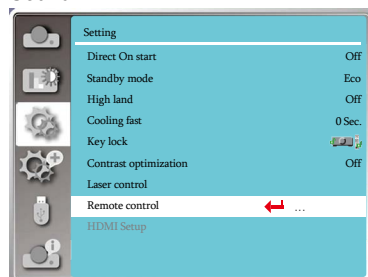 Setting
Direct On start Off
Standby mode Eco
High land Off
Cooling fast 0 Sec.
Key lock
Contrast optimization Off
Laser control
Remote control ...
HDMI Setup